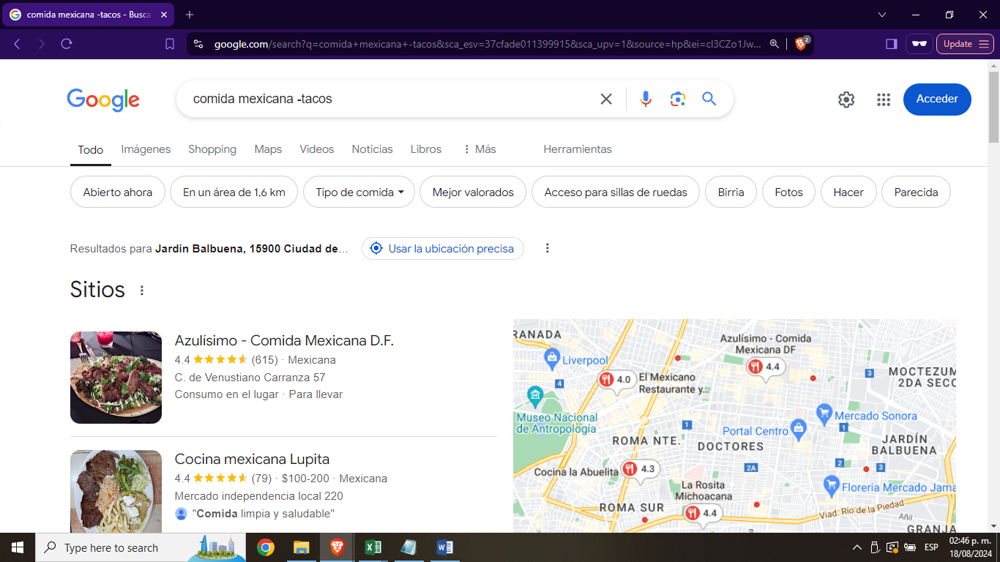 comida mexicana -tacos - Busca
google.com/search?q=comida+mexicana+-tacos&sca_esv=37cfade011399915&sca_upv=1&source=hp&ei=cl3CZo1Jw...
2
Update
Google
comida mexicana -tacos
Acceder
Todo
Imágenes
Shopping
Maps
Videos
Noticias
Libros
Más
Herramientas
Abierto ahora
En un área de 1,6 km
Tipo de comida
Mejor valorados
Acceso para sillas de ruedas
Birria
Fotos
Hacer
Parecida
Resultados para Jardín Balbuena, 15900 Ciudad de...
Usar la ubicación precisa
Sitios
Azulísimo - Comida Mexicana D.F.
4.4 (615) · Mexicana
C. de Venustiano Carranza 57
Consumo en el lugar · Para llevar
Cocina mexicana Lupita
4.4 (79) · $100-200 · Mexicana
Mercado independencia local 220
"Comida limpia y saludable"
RANADA
Azulísimo - Comida
Mexicana DF
4.4
Liverpool
4
4.0
El Mexicano
Restaurante y...
3
MOCTEZUM
2DA SECC
Museo Nacional
de Antropología
Mercado Sonora
1
1
Portal Centro
ROMA NTE.
DOCTORES
JARDÍN
BALBUENA
2A
2
3
Cocina la Abuelita
4.3
La Rosita
Michoacana
4.4
Floreria Mercado Jama
ROMA SUR
Viad. Río de la Piedad
Añil
GRANJA
Type here to search
ESP
02:46 p. m.
18/08/2024